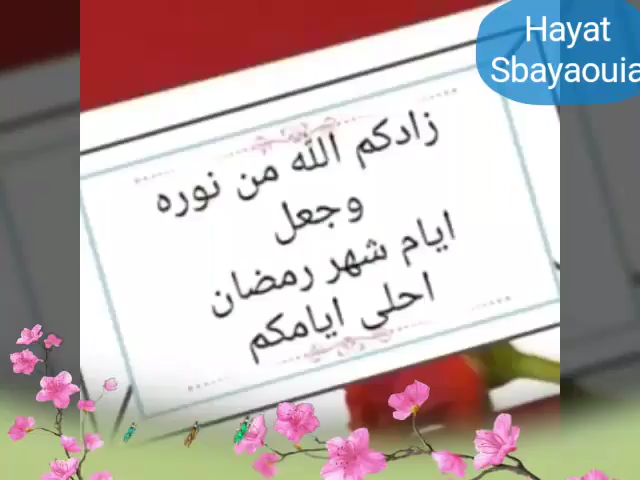 Hayat
Sbayaouia
زادكم الله من نوره
وجعل
ايام شهر رمضان
احلى ايامكم